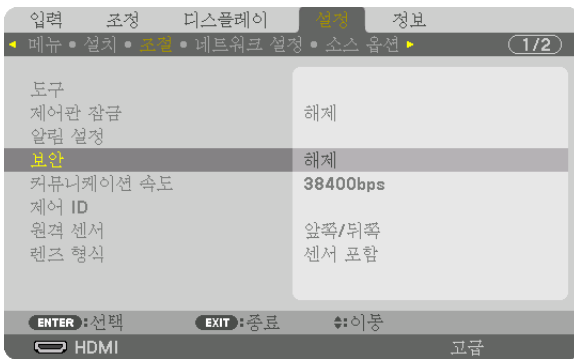 입력 조정 디스플레이 설정 정보
메뉴 • 설치 • 조절 • 네트워크 설정 • 소스 옵션 1/2
도구
제어판 잠금 해제
알림 설정
보안 해제
커뮤니케이션 속도 38400bps
제어 ID
원격 센서 앞쪽/뒤쪽
렌즈 형식 센서 포함
ENTER :선택 EXIT :종료 :이동
HDMI 고급